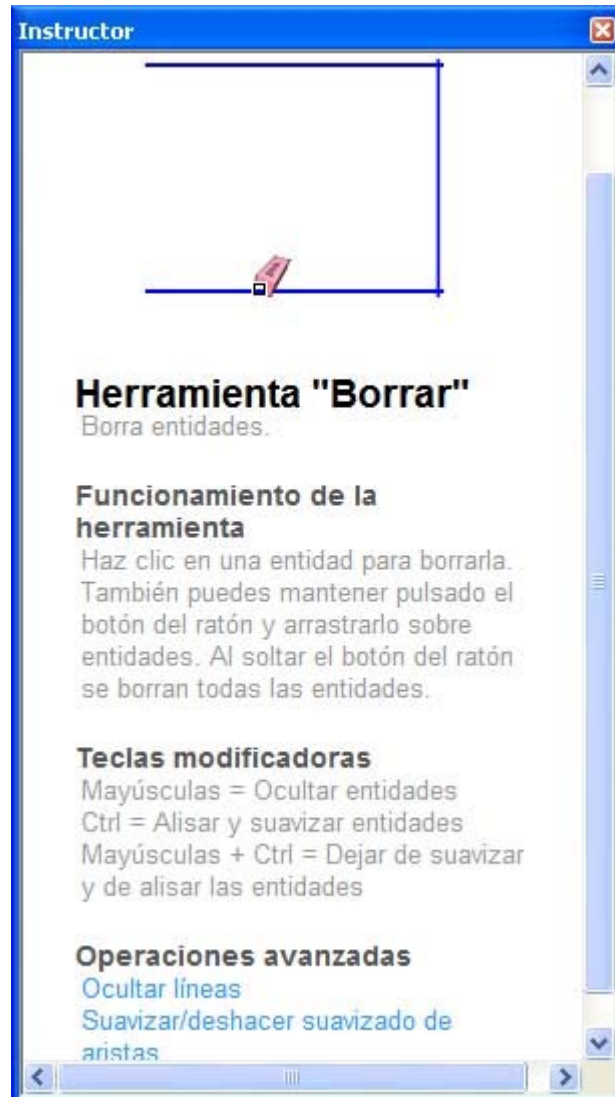 Instructor
Herramienta "Borrar"
Borra entidades.
Funcionamiento de la
herramienta
Haz clic en una entidad para borrarla.
También puedes mantener pulsado el
botón del ratón y arrastrarlo sobre
entidades. Al soltar el botón del ratón
se borran todas las entidades.
Teclas modificadoras
Mayúsculas = Ocultar entidades
Ctrl = Alisar y suavizar entidades
Mayúsculas + Ctrl = Dejar de suavizar
y de alisar las entidades
Operaciones avanzadas
Ocultar líneas
Suavizar/deshacer suavizado de
aristas